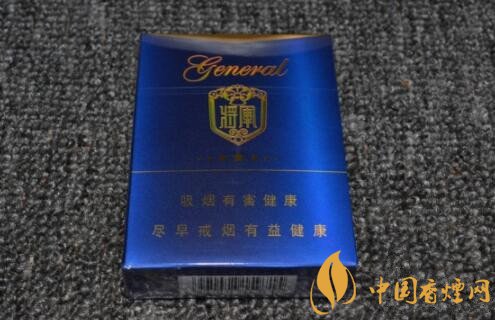 General
将军
吸烟有害健康
尽早戒烟有益健康
中国香烟网